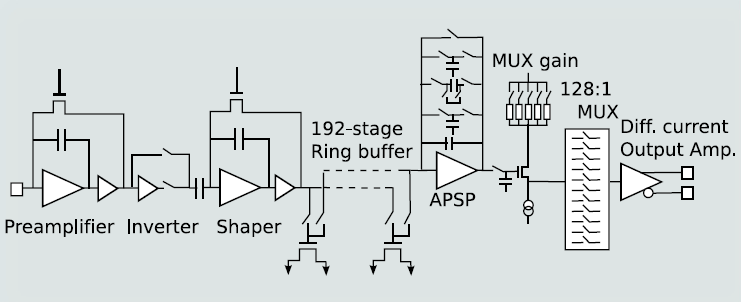 MUX gain
128:1
MUX
192-stage
Ring buffer
Diff. current
Output Amp.
APSP
Preamplifier
Inverter
Shaper